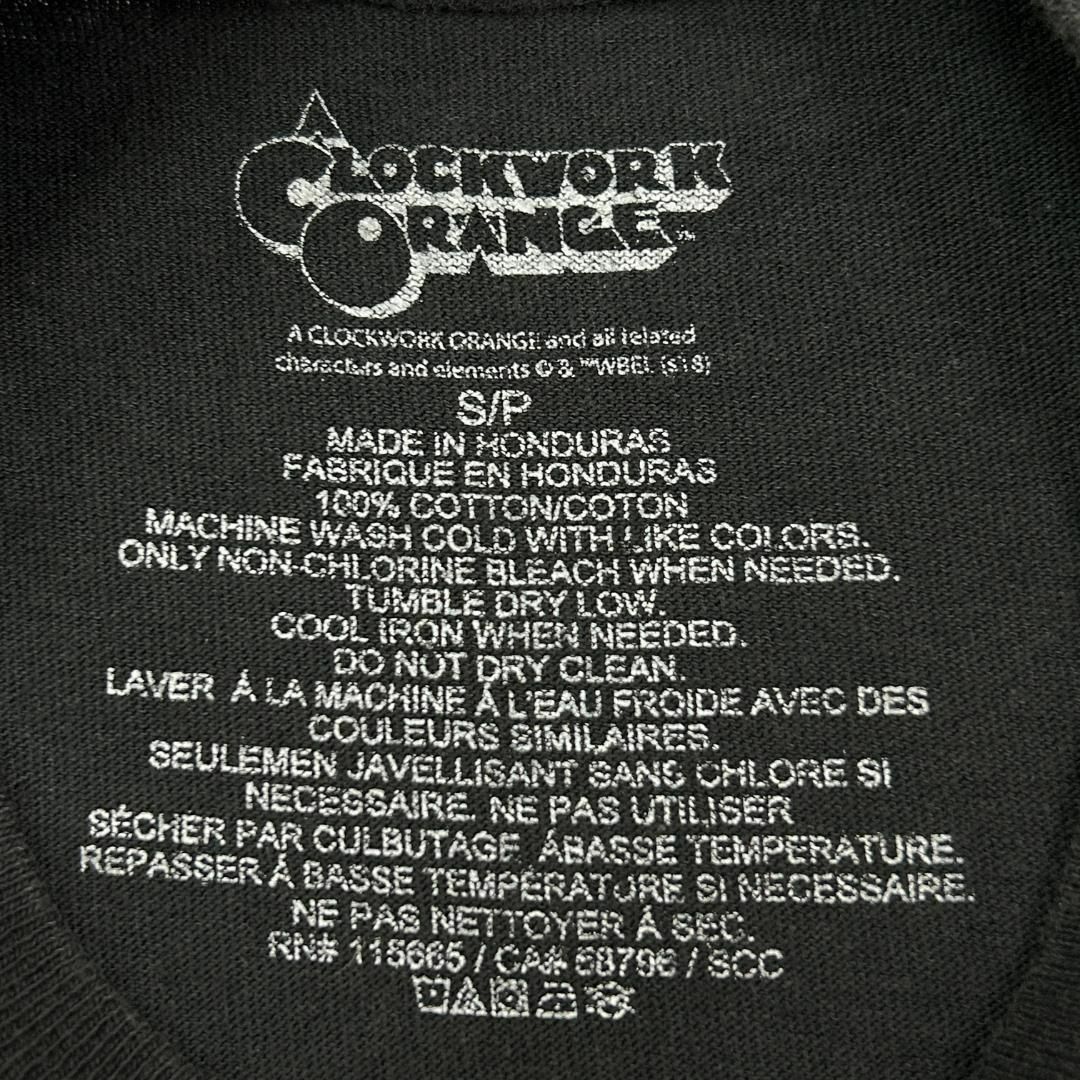 A CLOCKWORK
ORANGE™
A CLOCKWORK ORANGE and all related
characters and elements © & ™WBEI. (s18)
S/P
MADE IN HONDURAS
FABRIQUE EN HONDURAS
100% COTTON/COTON
MACHINE WASH COLD WITH LIKE COLORS.
ONLY NON-CHLORINE BLEACH WHEN NEEDED.
TUMBLE DRY LOW.
COOL IRON WHEN NEEDED.
DO NOT DRY CLEAN.
LAVER À LA MACHINE À L'EAU FROIDE AVEC DES
COULEURS SIMILAIRES.
SEULEMEN JAVELLISANT SANS CHLORE SI
NECESSAIRE. NE PAS UTILISER
SÉCHER PAR CULBUTAGE ÀBASSE TEMPERATURE.
REPASSER À BASSE TEMPÉRATURE SI NECESSAIRE.
NE PAS NETTOYER À SEC.
RN# 115665 / CA# 58796 / SCC